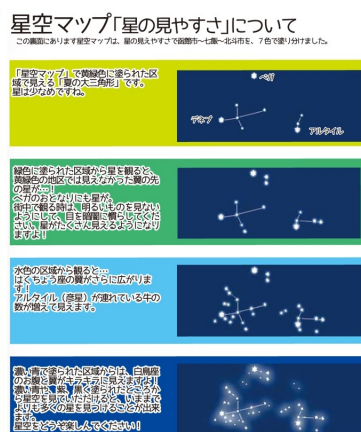 星空マップ「星の見やすさ」について
この裏面にあります星空マップは、星の見えやすさで函館市～七飯～北斗市を、７色で塗り分けました。
「星空マップ」で黄緑色に塗られた区
域で見える「夏の大三角形」です。
星は少なめですね。
ベガ
デネブ
アルタイル
緑色に塗られた区域から星を観ると、
黄緑色の地区では見えなかった翼の先
の星が…！
ベガのおとなりにも星が。
街中で観る時は、明るいものを見ない
ようにして、目を暗闇に慣らしてくだ
さい。星がたくさん見えるようになり
ますよ！
水色の区域から観ると…
はくちょう座の翼がさらに広がりま
す！
アルタイル（彦星）が連れている牛の
数が増えて見えます。
濃い青で塗られた区域からは、白鳥座
のお腹と翼がキラキラに見えますよ！
濃い青や、紫、黒く塗られたところか
ら星空を見ていただけると、いままで
よりも多くの星を見つけることが出来
ます。
星空をどうぞ楽しんでください！